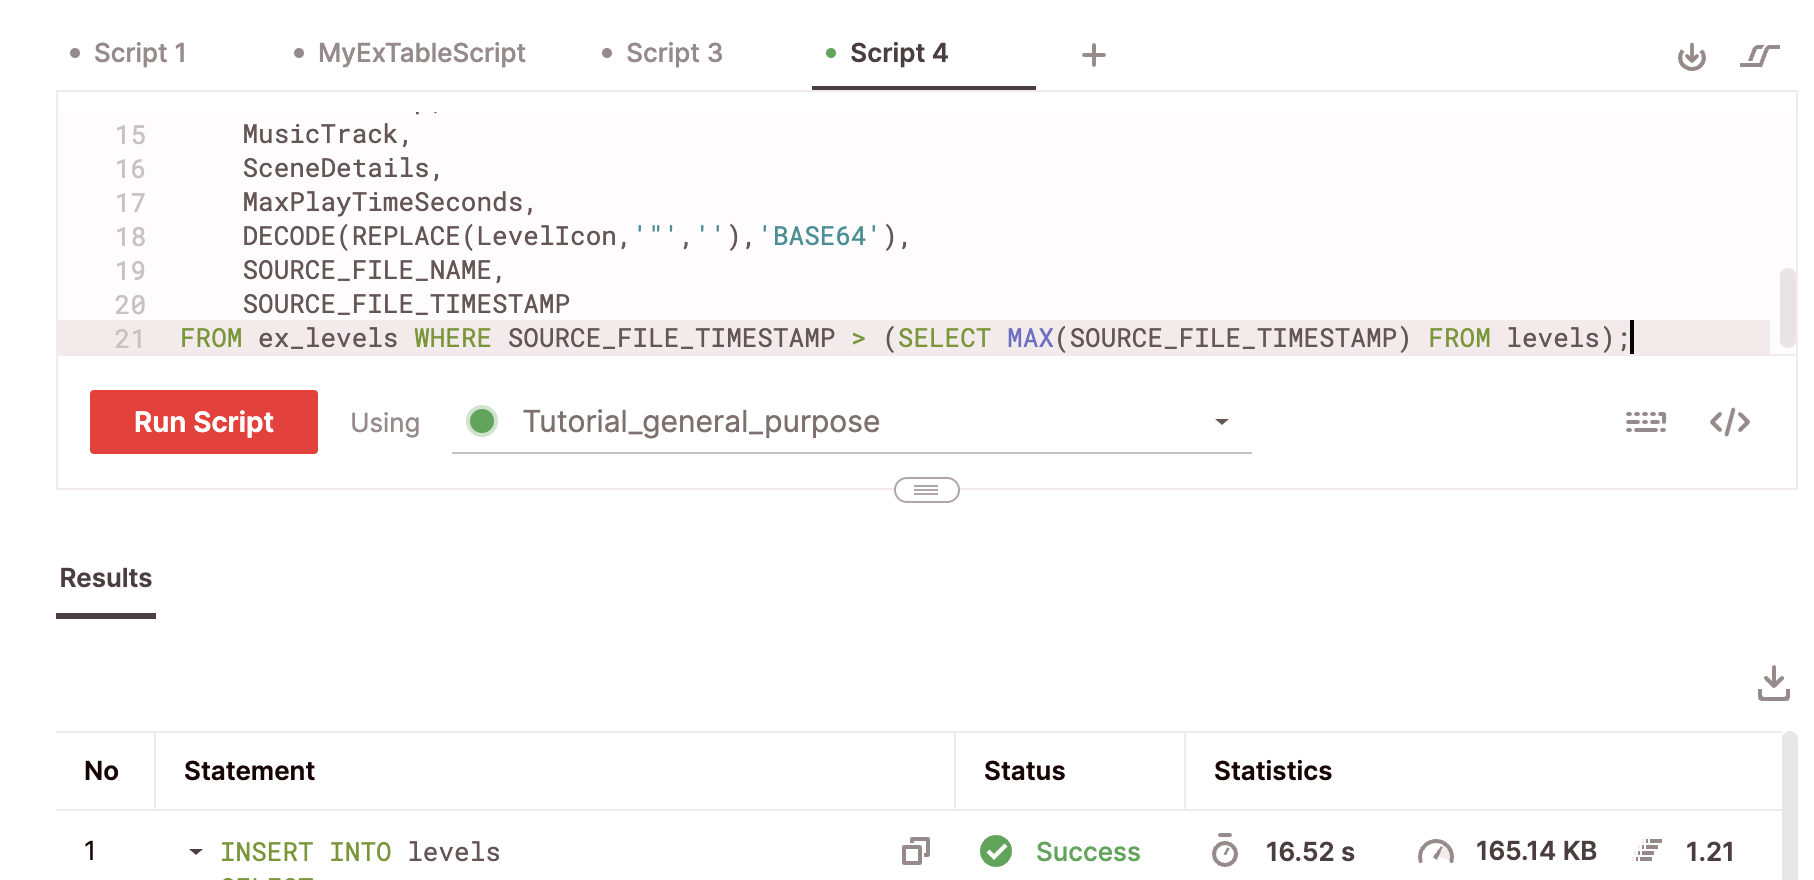 Script 1 MyExTableScript Script 3 Script 4
15 MusicTrack,
16 SceneDetails,
17 MaxPlayTimeSeconds,
18 DECODE(REPLACE(LevelIcon,'"',''),'BASE64'),
19 SOURCE_FILE_NAME,
20 SOURCE_FILE_TIMESTAMP
21 FROM ex_levels WHERE SOURCE_FILE_TIMESTAMP > (SELECT MAX(SOURCE_FILE_TIMESTAMP) FROM levels);
Run Script Using Tutorial_general_purpose
Results
No Statement Status Statistics
1 INSERT INTO levels Success 16.52 s 165.14 KB 1.21